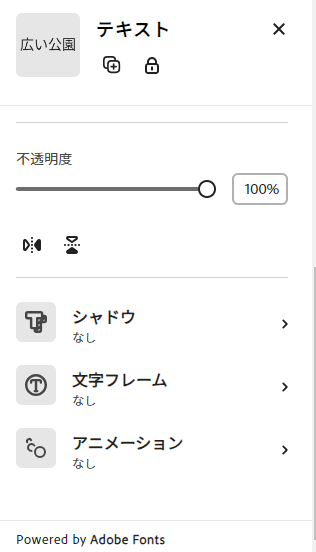 広い公園
テキスト
不透明度
100%
シャドウ
なし
文字フレーム
なし
アニメーション
なし
Powered by Adobe Fonts